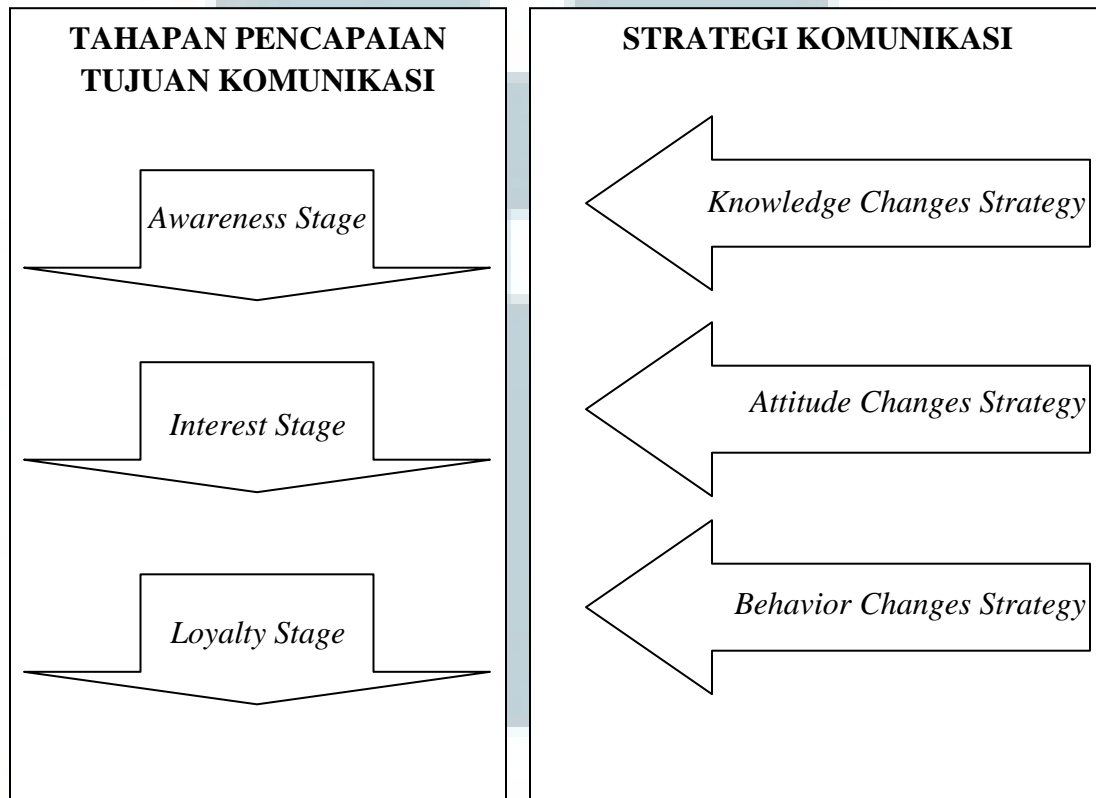 TAHAPAN PENCAPAIAN
TUJUAN KOMUNIKASI
Awareness Stage
Interest Stage
Loyalty Stage
STRATEGI KOMUNIKASI
Knowledge Changes Strategy
Attitude Changes Strategy
Behavior Changes Strategy